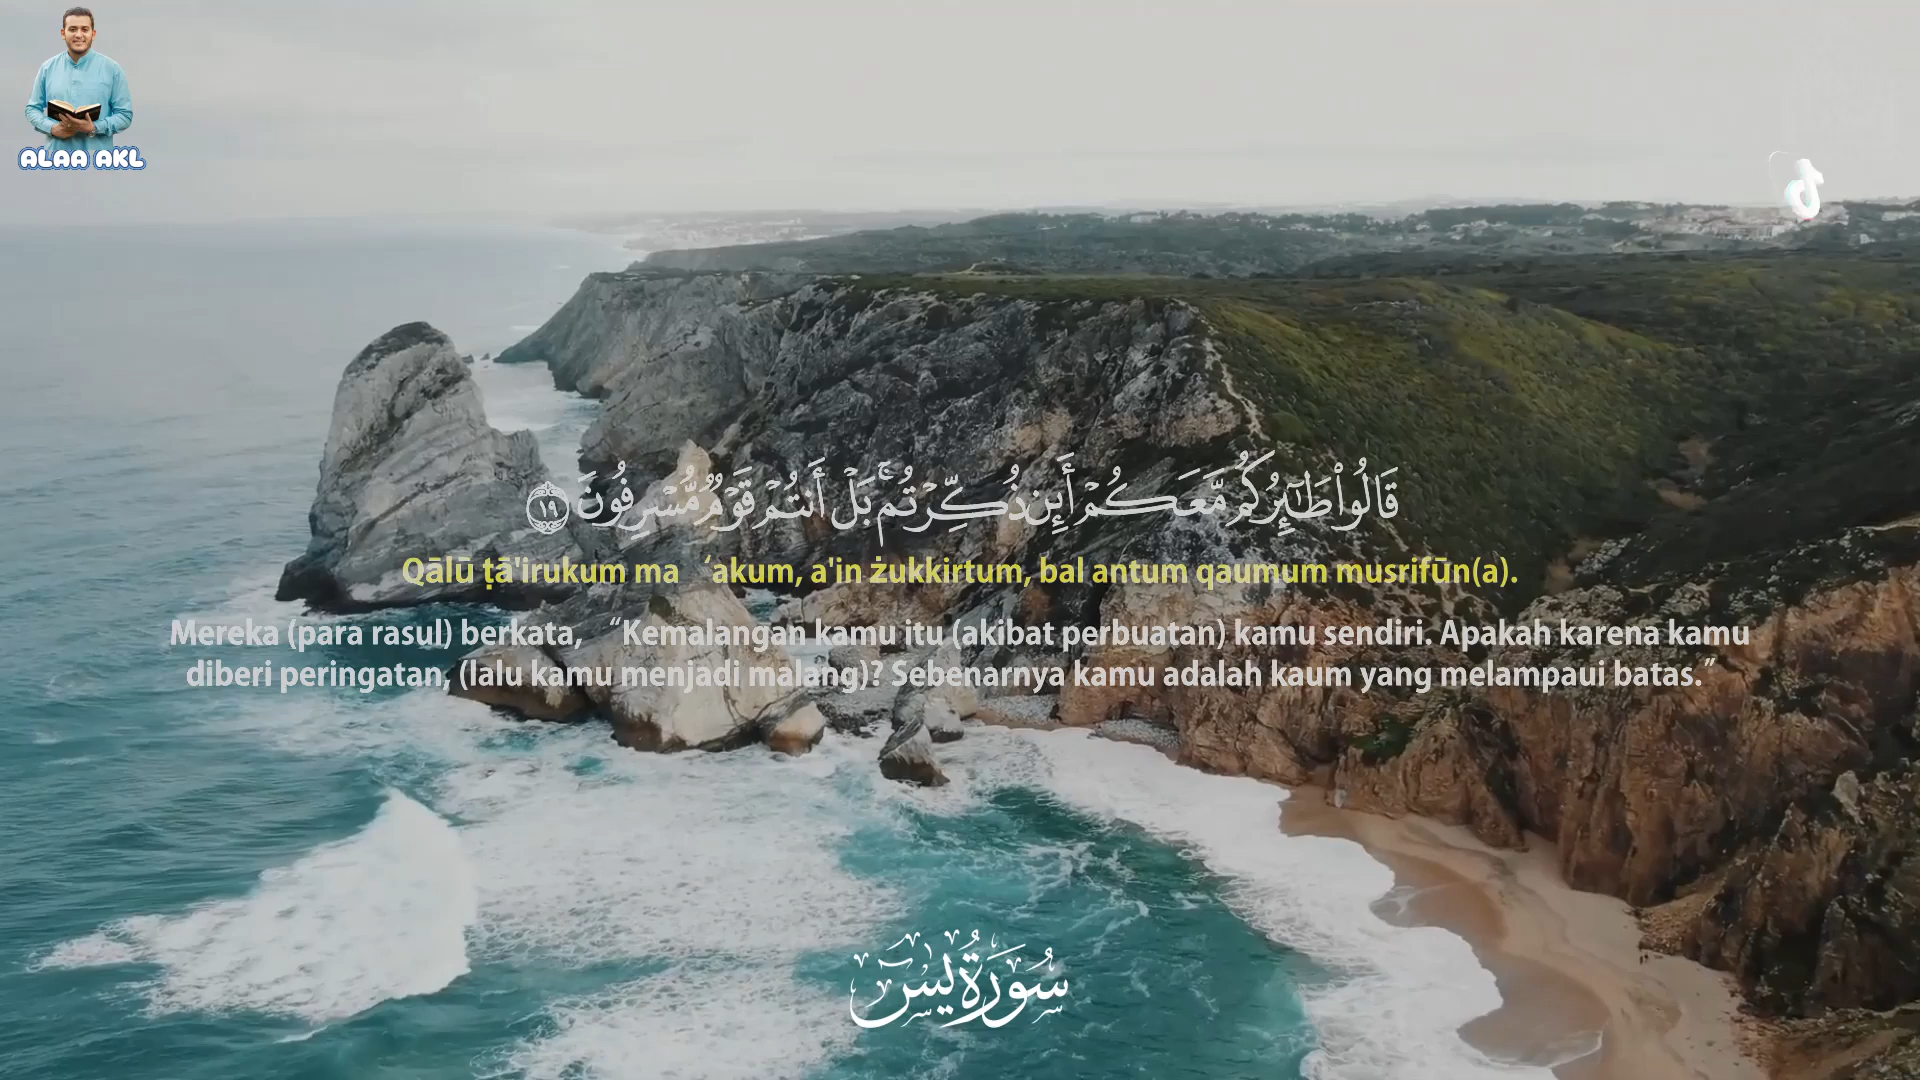 ALAA AKL
قَالُوا۟ طَـٰٓئِرُكُم مَّعَكُمْ أَئِن ذُكِّرْتُم ۚ بَلْ أَنتُمْ قَوْمٌ مُّسْرِفُونَ ١٩
Qālū ṭā'irukum ma‘akum, a'in żukkirtum, bal antum qaumum musrifūn(a).
Mereka (para rasul) berkata, “Kemalangan kamu itu (akibat perbuatan) kamu sendiri. Apakah karena kamu
diberi peringatan, (lalu kamu menjadi malang)? Sebenarnya kamu adalah kaum yang melampaui batas.”
سُورَةُ يسٓ